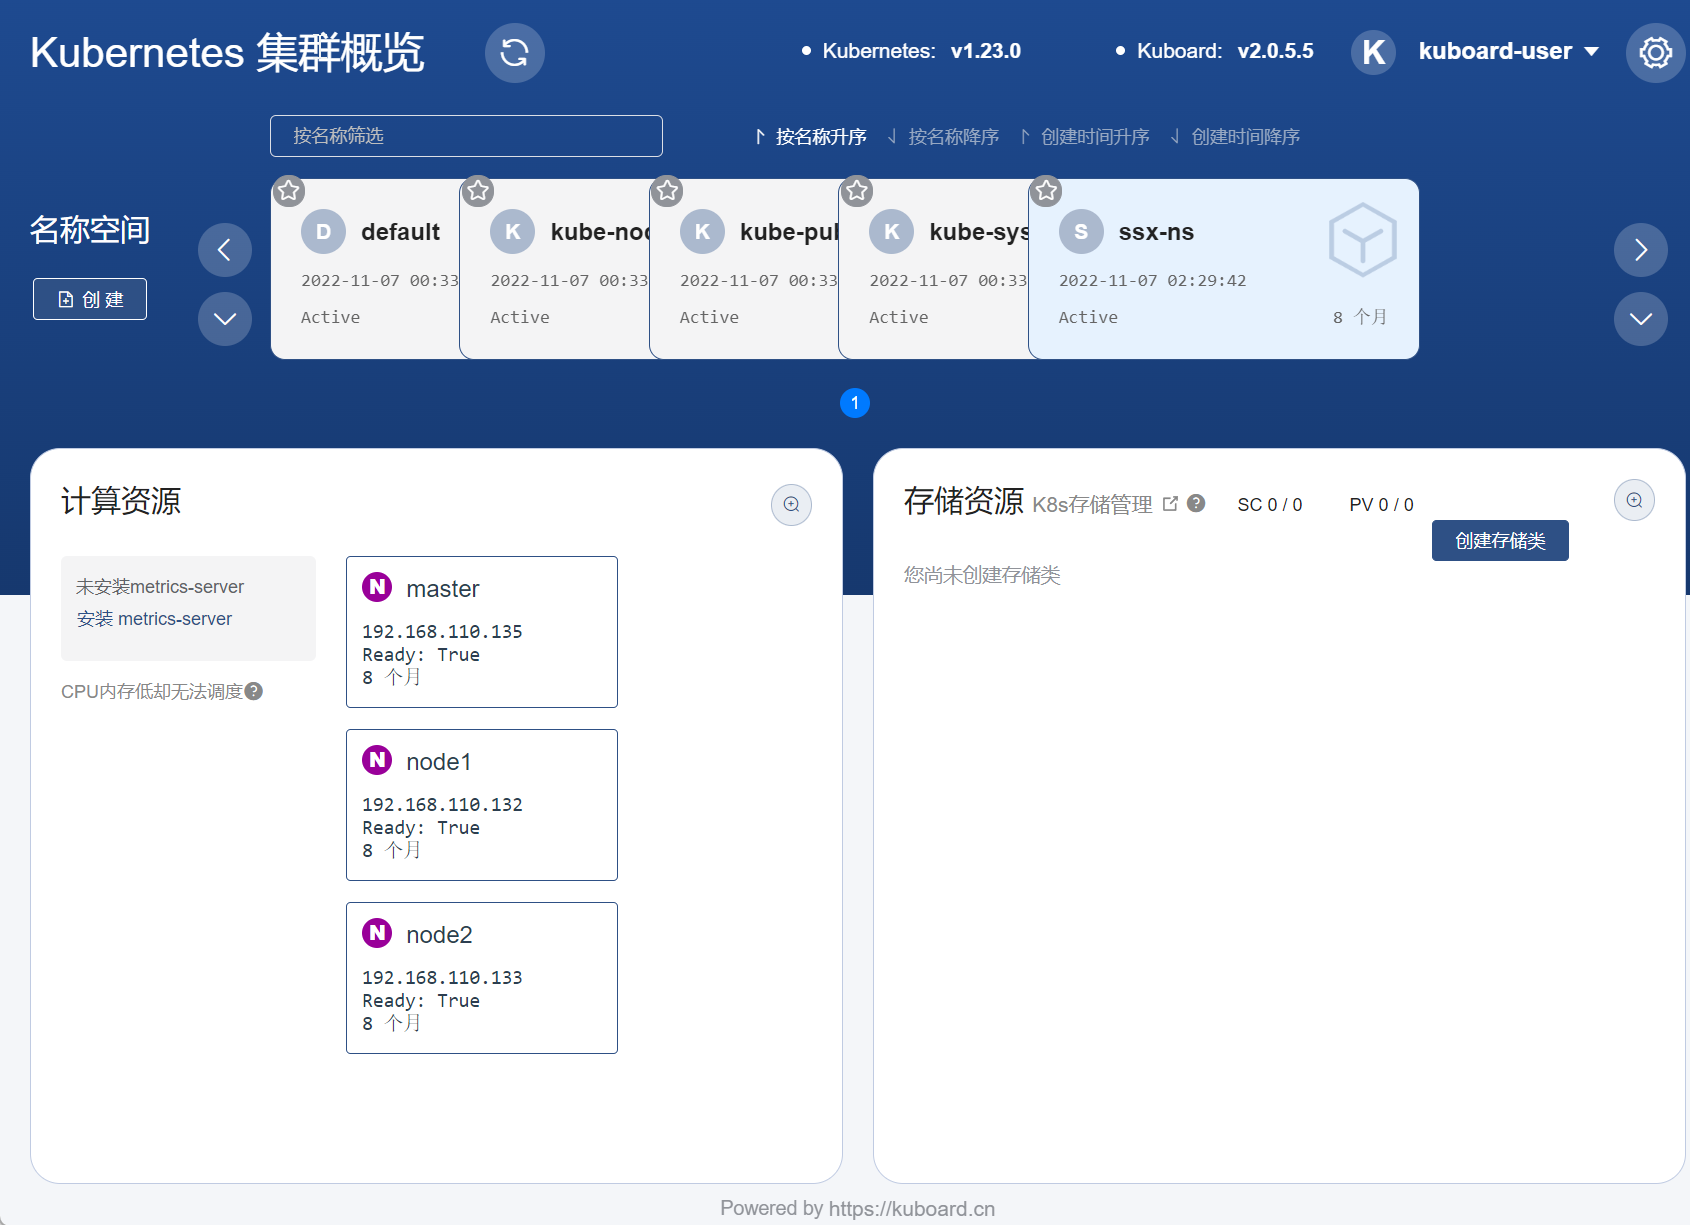 Kubernetes 集群概览
Kubernetes: v1.23.0
Kuboard: v2.0.5.5
K kuboard-user
按名称筛选
按名称升序 按名称降序 创建时间升序 创建时间降序
名称空间
创 建
D default
2022-11-07 00:33
Active
K kube-noc
2022-11-07 00:33
Active
K kube-pul
2022-11-07 00:33
Active
K kube-sys
2022-11-07 00:33
Active
S ssx-ns
2022-11-07 02:29:42
Active 8 个月
1
计算资源
未安装metrics-server
安装 metrics-server
CPU内存低却无法调度?
N master
192.168.110.135
Ready: True
8 个月
N node1
192.168.110.132
Ready: True
8 个月
N node2
192.168.110.133
Ready: True
8 个月
存储资源 K8s存储管理 ? SC 0 / 0 PV 0 / 0
创建存储类
您尚未创建存储类
Powered by https://kuboard.cn